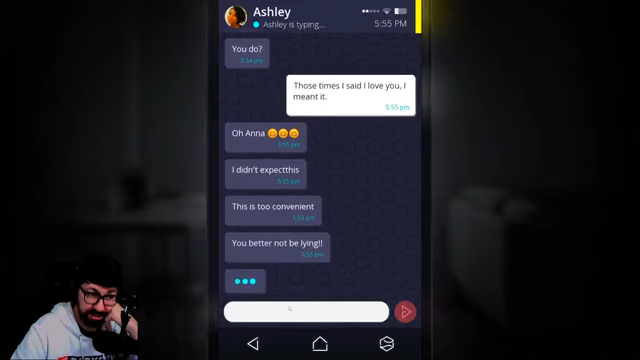 Ashley
Ashley is typing...
5:55 PM
You do?
5:54 pm
Those times I said I love you, I
meant it.
5:55 pm
Oh Anna 😊😊😊
5:55 pm
I didn't expectthis
5:55 pm
This is too convenient
5:55 pm
You better not be lying!!
5:55 pm